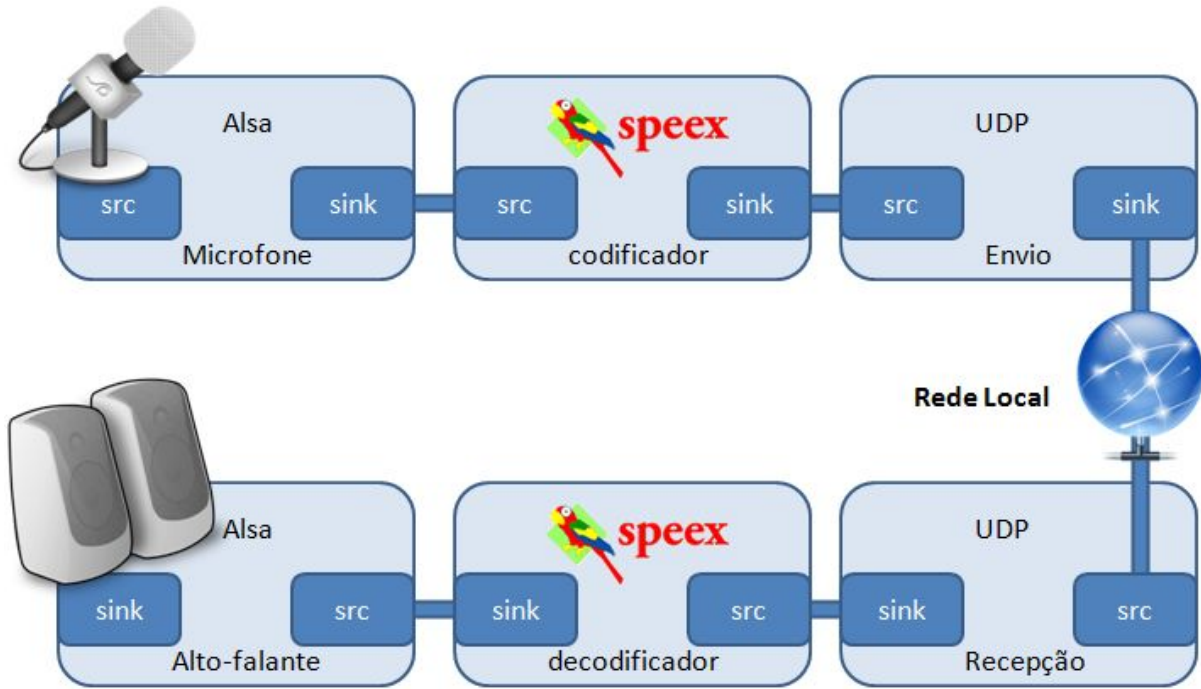 Alsa
speex
UDP
src
sink
src
sink
src
sink
Microfone
codificador
Envio
Rede Local
Alsa
speex
UDP
sink
src
sink
src
sink
src
Alto-falante
decodificador
Recepção